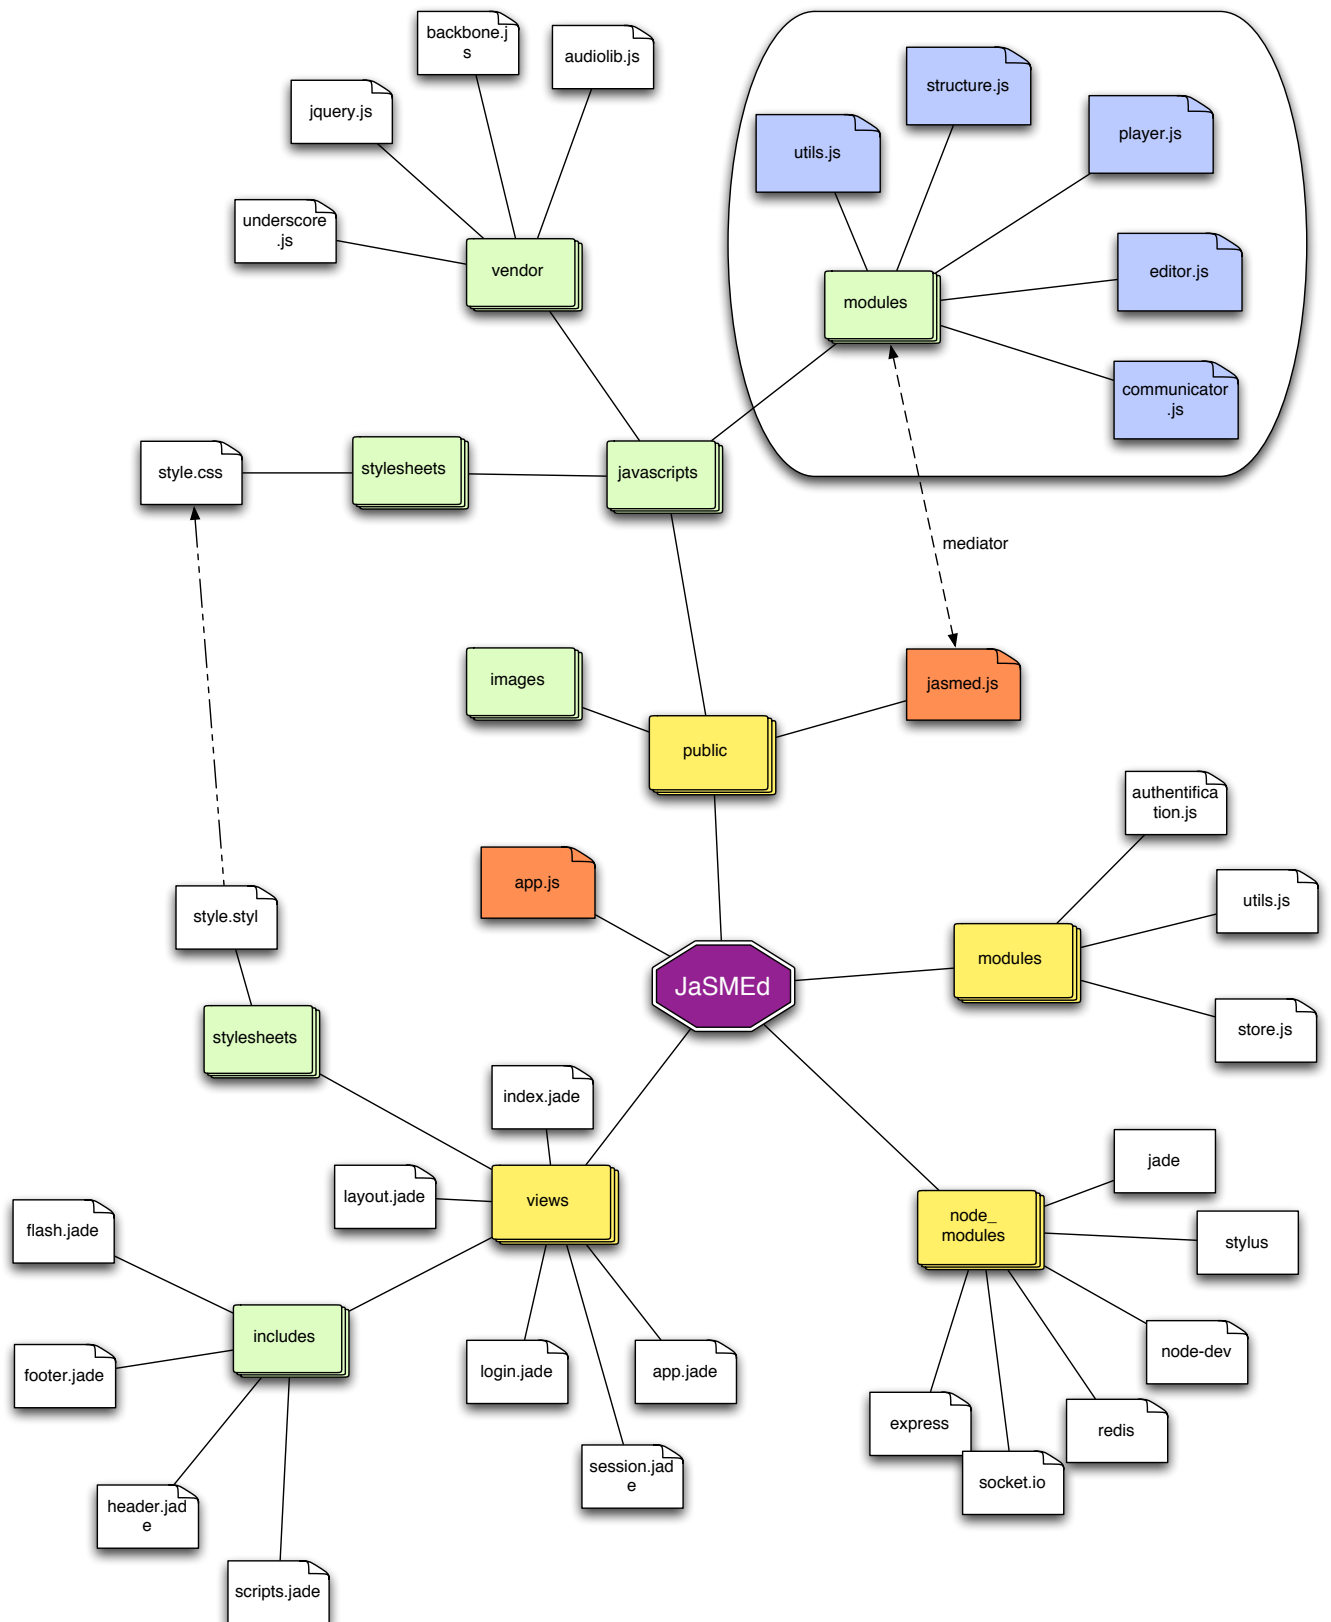 backbone.j
s
audiolib.js
structure.js
jquery.js
player.js
utils.js
underscore
.js
vendor
editor.js
modules
communicator
.js
style.css
stylesheets
javascripts
mediator
images
jasmed.js
public
authentifica
tion.js
app.js
utils.js
style.styl
modules
JaSMEd
stylesheets
store.js
index.jade
jade
layout.jade
views
node_
modules
flash.jade
stylus
includes
node-dev
footer.jade
login.jade
app.jade
express
redis
session.jad
e
socket.io
header.jad
e
scripts.jade